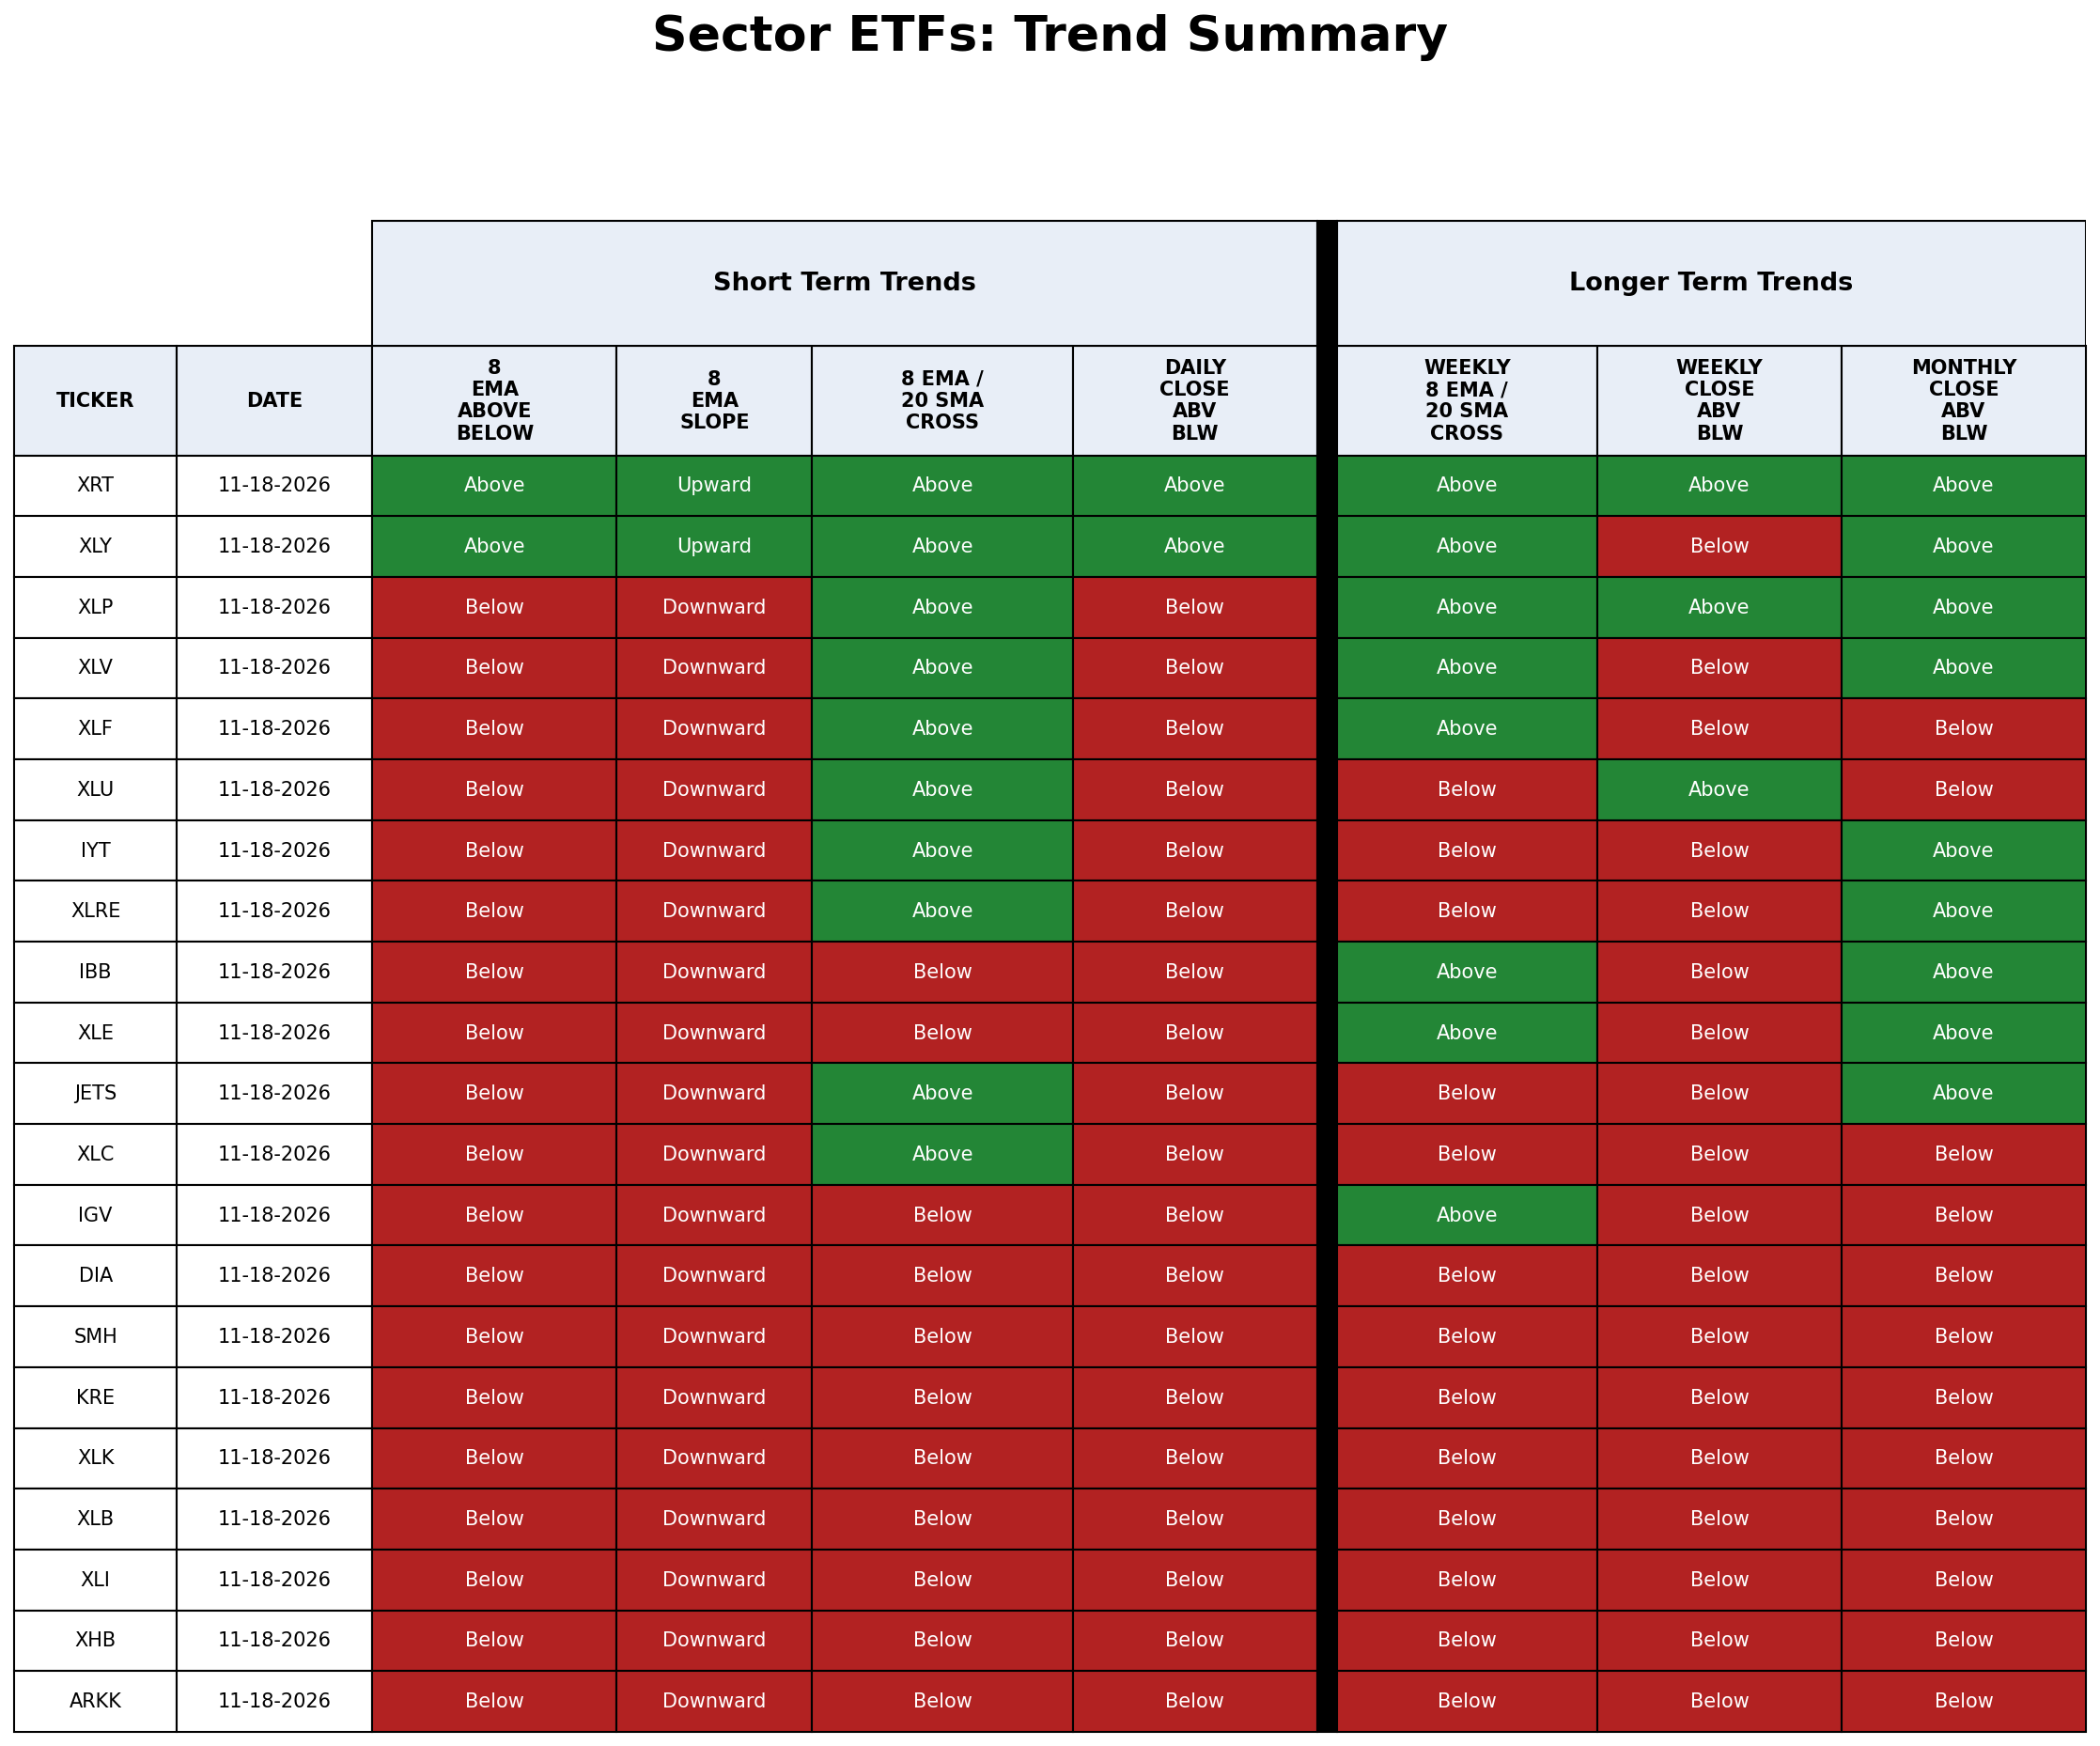 Sector ETFs: Trend Summary
Short Term Trends Longer Term Trends
TICKER DATE 8 EMA ABOVE BELOW 8 EMA SLOPE 8 EMA / 20 SMA CROSS DAILY CLOSE ABV BLW WEEKLY 8 EMA / 20 SMA CROSS WEEKLY CLOSE ABV BLW MONTHLY CLOSE ABV BLW
XRT 11-18-2026 Above Upward Above Above Above Above Above
XLY 11-18-2026 Above Upward Above Above Above Below Above
XLP 11-18-2026 Below Downward Above Below Above Above Above
XLV 11-18-2026 Below Downward Above Below Above Below Above
XLF 11-18-2026 Below Downward Above Below Above Below Below
XLU 11-18-2026 Below Downward Above Below Below Above Below
IYT 11-18-2026 Below Downward Above Below Below Below Above
XLRE 11-18-2026 Below Downward Above Below Below Below Above
IBB 11-18-2026 Below Downward Below Below Above Below Above
XLE 11-18-2026 Below Downward Below Below Above Below Above
JETS 11-18-2026 Below Downward Above Below Below Below Above
XLC 11-18-2026 Below Downward Above Below Below Below Below
IGV 11-18-2026 Below Downward Below Below Above Below Below
DIA 11-18-2026 Below Downward Below Below Below Below Below
SMH 11-18-2026 Below Downward Below Below Below Below Below
KRE 11-18-2026 Below Downward Below Below Below Below Below
XLK 11-18-2026 Below Downward Below Below Below Below Below
XLB 11-18-2026 Below Downward Below Below Below Below Below
XLI 11-18-2026 Below Downward Below Below Below Below Below
XHB 11-18-2026 Below Downward Below Below Below Below Below
ARKK 11-18-2026 Below Downward Below Below Below Below Below